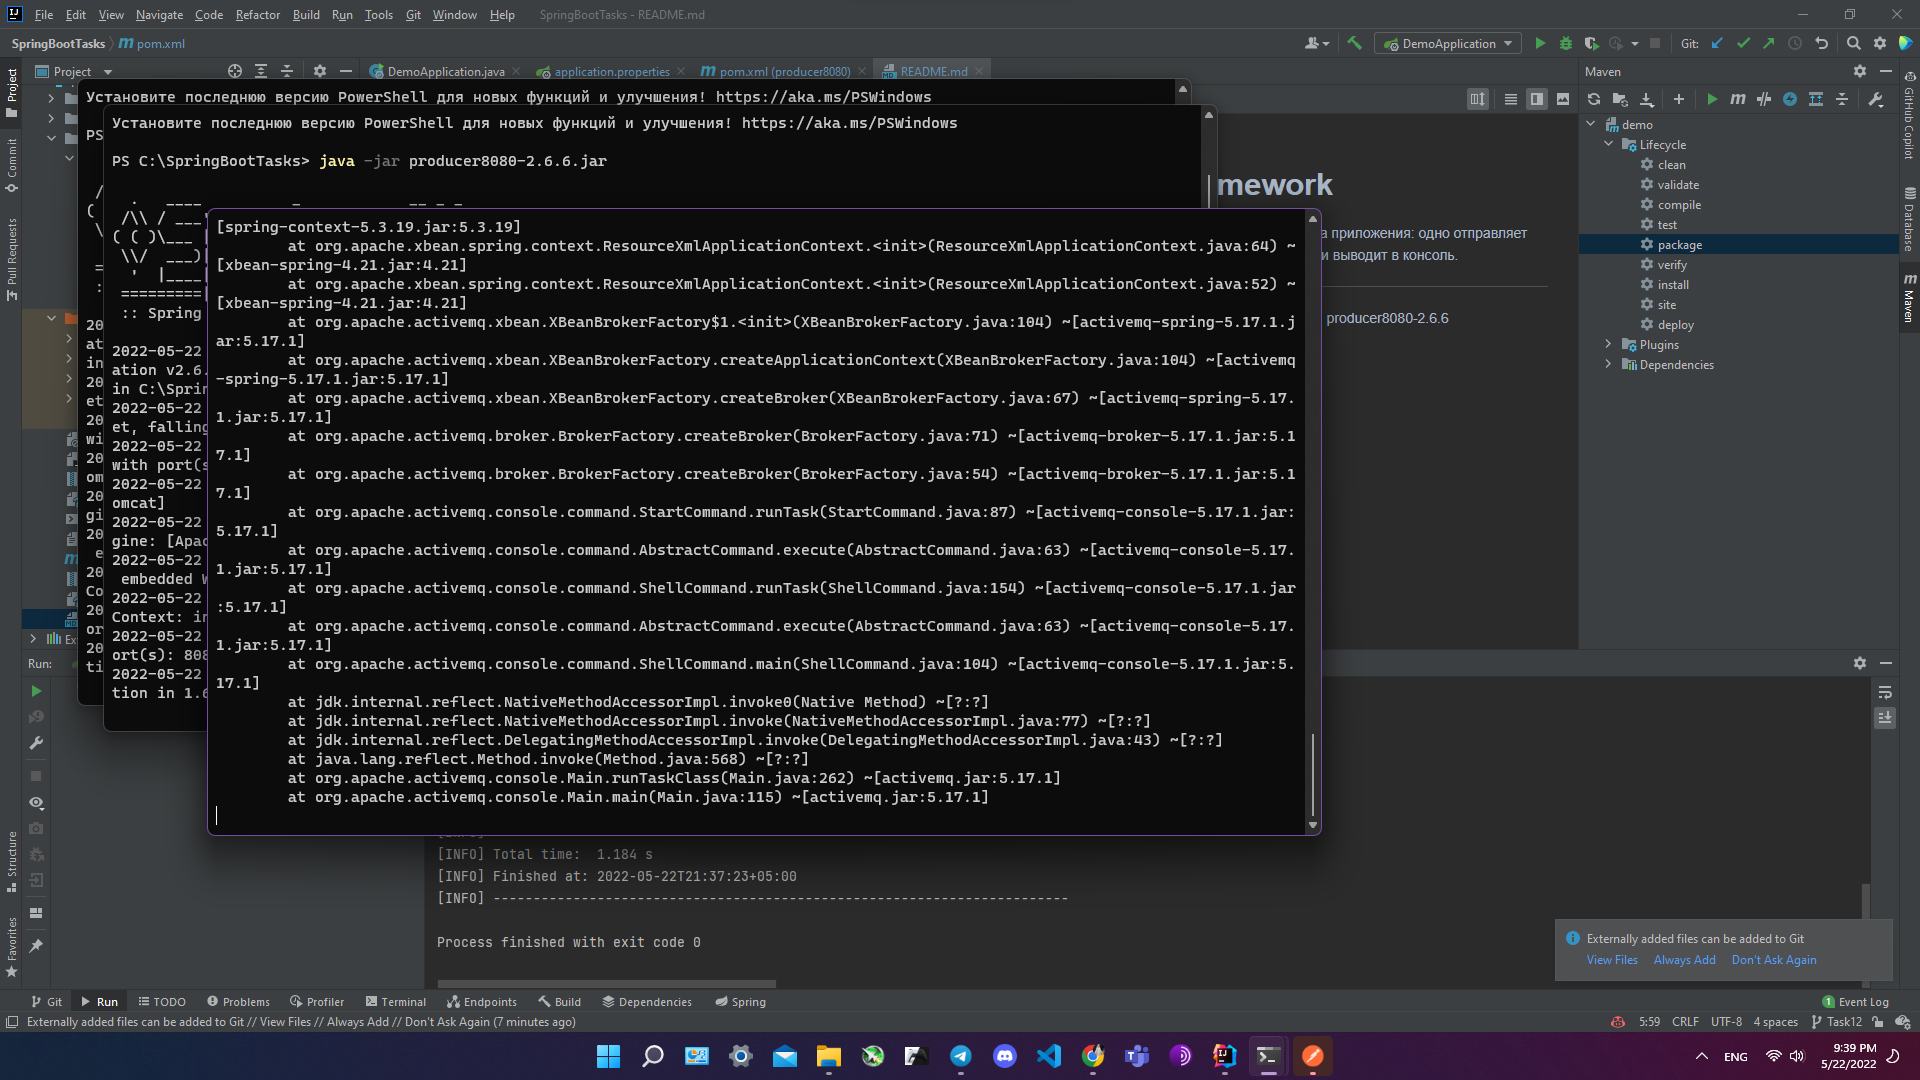 File Edit View Navigate Code Refactor Build Run Tools Git Window Help SpringBootTasks - README.md
SpringBootTasks pom.xml DemoApplication Git:
Project DemoApplication.java application.properties pom.xml (producer8080) README.md Maven
Установите последнюю версию PowerShell для новых функций и улучшения! https://aka.ms/PSWindows
Установите последнюю версию PowerShell для новых функций и улучшения! https://aka.ms/PSWindows
PS
PS C:\SpringBootTasks> java -jar producer8080-2.6.6.jar
:: Spring
2022-05-22
ation v2.6.
in C:\Sprin
2022-05-22
et, falling
2022-05-22
with port(s
2022-05-22
omcat]
2022-05-22
gine: [Apac
2022-05-22
embedded W
2022-05-22
Context: in
2022-05-22
ort(s): 808
2022-05-22
tion in 1.6
[spring-context-5.3.19.jar:5.3.19]
at org.apache.xbean.spring.context.ResourceXmlApplicationContext.<init>(ResourceXmlApplicationContext.java:64) ~
[xbean-spring-4.21.jar:4.21]
at org.apache.xbean.spring.context.ResourceXmlApplicationContext.<init>(ResourceXmlApplicationContext.java:52) ~
[xbean-spring-4.21.jar:4.21]
at org.apache.activemq.xbean.XBeanBrokerFactory$1.<init>(XBeanBrokerFactory.java:104) ~[activemq-spring-5.17.1.j
ar:5.17.1]
at org.apache.activemq.xbean.XBeanBrokerFactory.createApplicationContext(XBeanBrokerFactory.java:104) ~[activemq
-spring-5.17.1.jar:5.17.1]
at org.apache.activemq.xbean.XBeanBrokerFactory.createBroker(XBeanBrokerFactory.java:67) ~[activemq-spring-5.17.
1.jar:5.17.1]
at org.apache.activemq.broker.BrokerFactory.createBroker(BrokerFactory.java:71) ~[activemq-broker-5.17.1.jar:5.1
7.1]
at org.apache.activemq.broker.BrokerFactory.createBroker(BrokerFactory.java:54) ~[activemq-broker-5.17.1.jar:5.1
7.1]
at org.apache.activemq.console.command.StartCommand.runTask(StartCommand.java:87) ~[activemq-console-5.17.1.jar:
5.17.1]
at org.apache.activemq.console.command.AbstractCommand.execute(AbstractCommand.java:63) ~[activemq-console-5.17.
1.jar:5.17.1]
at org.apache.activemq.console.command.ShellCommand.runTask(ShellCommand.java:154) ~[activemq-console-5.17.1.jar
:5.17.1]
at org.apache.activemq.console.command.AbstractCommand.execute(AbstractCommand.java:63) ~[activemq-console-5.17.
1.jar:5.17.1]
at org.apache.activemq.console.command.ShellCommand.main(ShellCommand.java:104) ~[activemq-console-5.17.1.jar:5.
17.1]
at jdk.internal.reflect.NativeMethodAccessorImpl.invoke0(Native Method) ~[?:?]
at jdk.internal.reflect.NativeMethodAccessorImpl.invoke(NativeMethodAccessorImpl.java:77) ~[?:?]
at jdk.internal.reflect.DelegatingMethodAccessorImpl.invoke(DelegatingMethodAccessorImpl.java:43) ~[?:?]
at java.lang.reflect.Method.invoke(Method.java:568) ~[?:?]
at org.apache.activemq.console.Main.runTaskClass(Main.java:262) ~[activemq.jar:5.17.1]
at org.apache.activemq.console.Main.main(Main.java:115) ~[activemq.jar:5.17.1]
mework
а приложения: одно отправляет
и выводит в консоль.
producer8080-2.6.6
demo
Lifecycle
clean
validate
compile
test
package
verify
install
site
deploy
Plugins
Dependencies
Project
Commit
Pull Requests
Structure
Favorites
GitHub Copilot
Database
Maven
Run:
[INFO] Total time:  1.184 s
[INFO] Finished at: 2022-05-22T21:37:23+05:00
[INFO] ------------------------------------------------------------------------
Process finished with exit code 0
Externally added files can be added to Git
View Files Always Add Don't Ask Again
Git Run TODO Problems Profiler Terminal Endpoints Build Dependencies Spring 1 Event Log
Externally added files can be added to Git // View Files // Always Add // Don't Ask Again (7 minutes ago) 5:59 CRLF UTF-8 4 spaces Task12
ENG 9:39 PM
5/22/2022